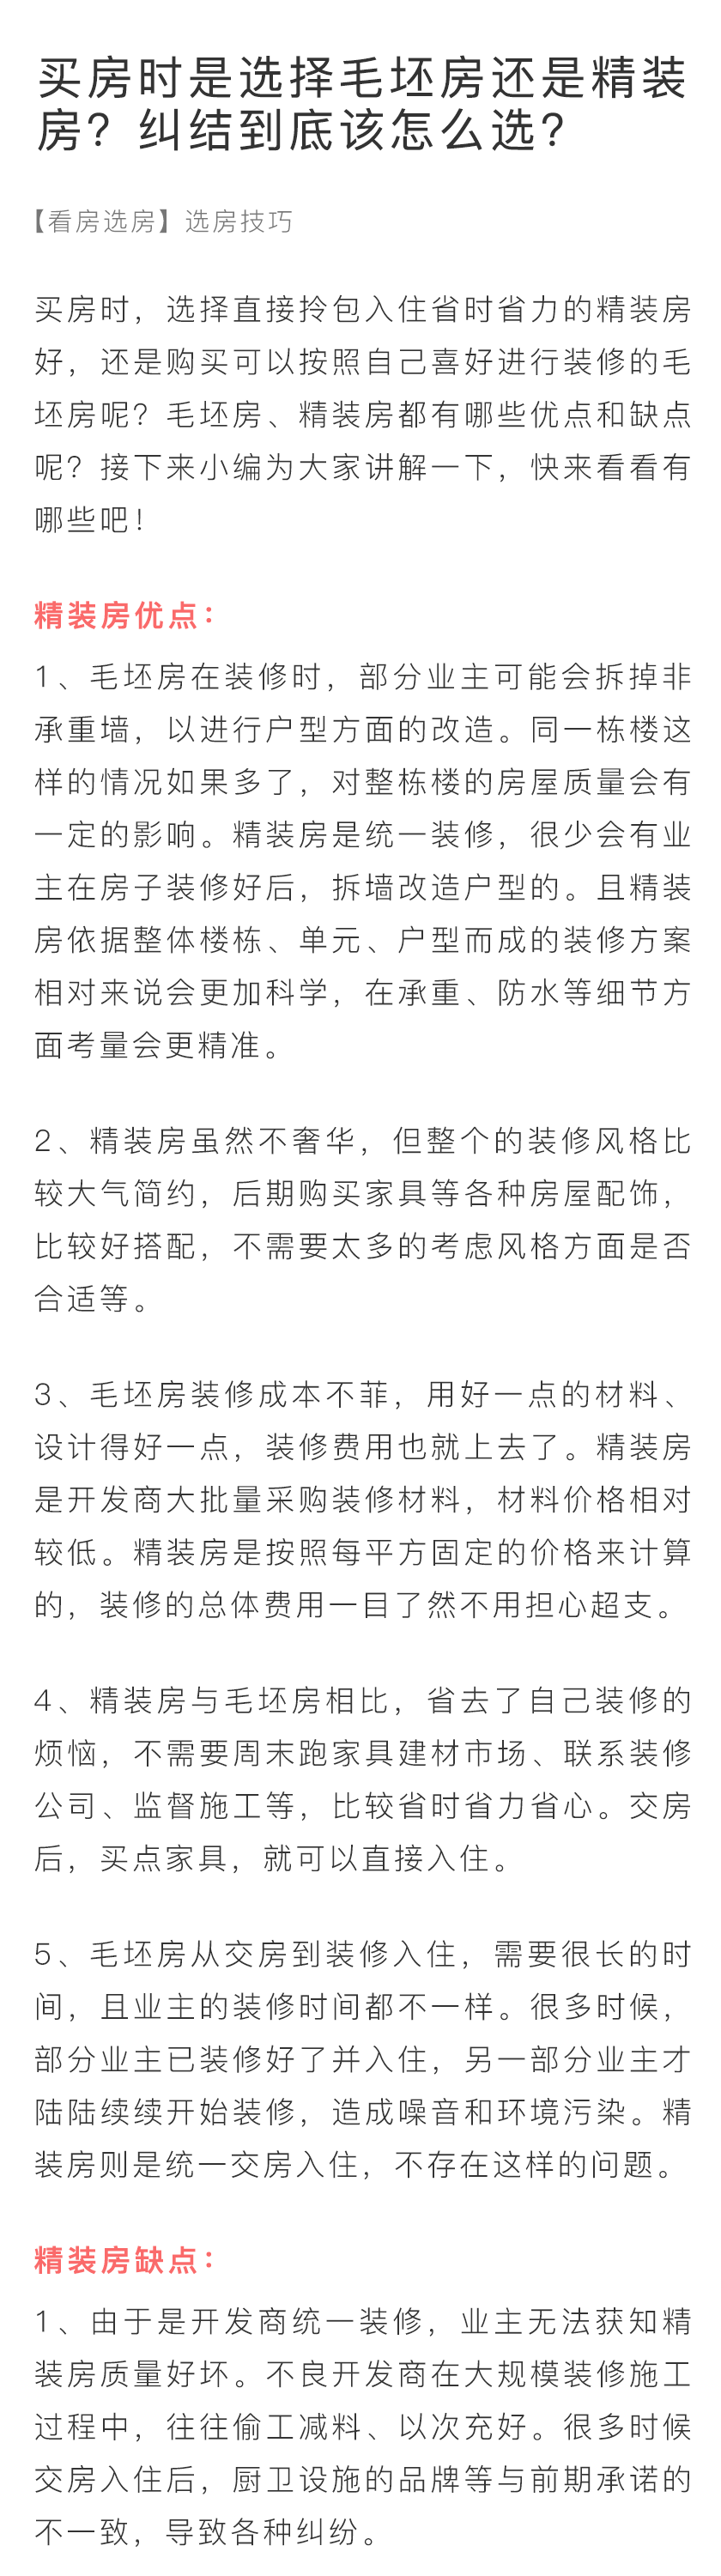 买房时是选择毛坯房还是精装
房？纠结到底该怎么选？
【看房选房】选房技巧
买房时，选择直接拎包入住省时省力的精装房
好，还是购买可以按照自己喜好进行装修的毛
坯房呢？毛坯房、精装房都有哪些优点和缺点
呢？接下来小编为大家讲解一下，快来看看有
哪些吧！
精装房优点：
1、毛坯房在装修时，部分业主可能会拆掉非
承重墙，以进行户型方面的改造。同一栋楼这
样的情况如果多了，对整栋楼的房屋质量会有
一定的影响。精装房是统一装修，很少会有业
主在房子装修好后，拆墙改造户型的。且精装
房依据整体楼栋、单元、户型而成的装修方案
相对来说会更加科学，在承重、防水等细节方
面考量会更精准。
2、精装房虽然不奢华，但整个的装修风格比
较大气简约，后期购买家具等各种房屋配饰，
比较好搭配，不需要太多的考虑风格方面是否
合适等。
3、毛坯房装修成本不菲，用好一点的材料、
设计得好一点，装修费用也就上去了。精装房
是开发商大批量采购装修材料，材料价格相对
较低。精装房是按照每平方固定的价格来计算
的，装修的总体费用一目了然不用担心超支。
4、精装房与毛坯房相比，省去了自己装修的
烦恼，不需要周末跑家具建材市场、联系装修
公司、监督施工等，比较省时省力省心。交房
后，买点家具，就可以直接入住。
5、毛坯房从交房到装修入住，需要很长的时
间，且业主的装修时间都不一样。很多时候，
部分业主已装修好了并入住，另一部分业主才
陆陆续续开始装修，造成噪音和环境污染。精
装房则是统一交房入住，不存在这样的问题。
精装房缺点：
1、由于是开发商统一装修，业主无法获知精
装房质量好坏。不良开发商在大规模装修施工
过程中，往往偷工减料、以次充好。很多时候
交房入住后，厨卫设施的品牌等与前期承诺的
不一致，导致各种纠纷。